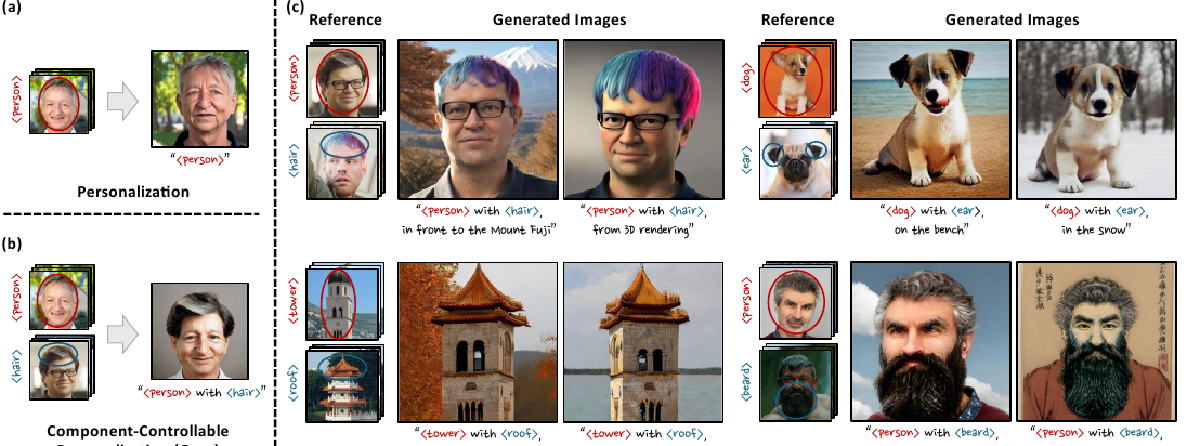 (a)
<person>
"<person>"
Personalization
(b)
<person>
<hair>
"<person> with <hair>"
Component-Controllable
(c)
Reference
Generated Images
<person>
<hair>
"<person> with <hair>,
in front to the Mount Fuji"
"<person> with <hair>,
from 3D rendering"
Reference
Generated Images
<dog>
<ear>
"<dog> with <ear>,
on the bench"
"<dog> with <ear>,
in the snow"
<tower>
<roof>
"<tower> with <roof>,
"<tower> with <roof>,
<person>
<beard>
"<person> with <beard>,
"<person> with <beard>,